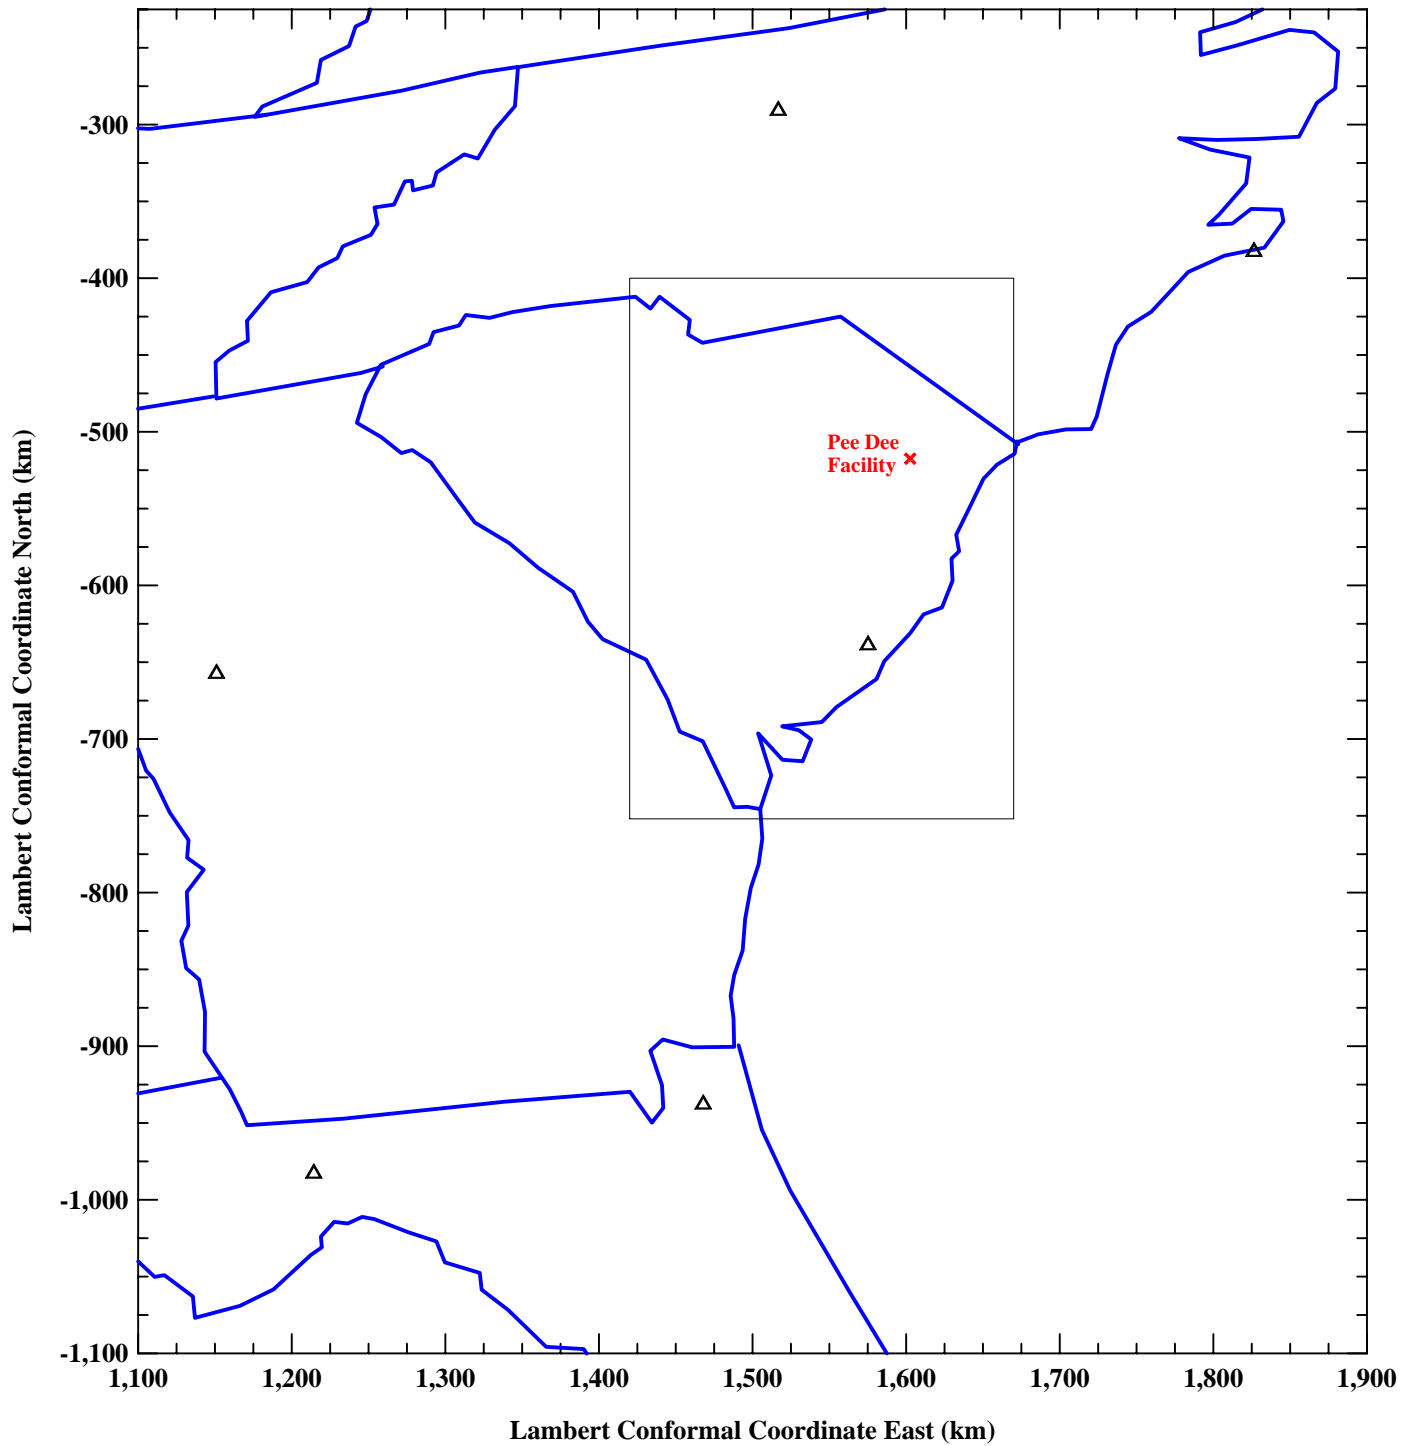 -300
-400
Pee Dee
Facility
-500
-600
-700
-800
-900
-1,000
-1,100
Lambert Conformal Coordinate North (km)
1,100 1,200 1,300 1,400 1,500 1,600 1,700 1,800 1,900
Lambert Conformal Coordinate East (km)